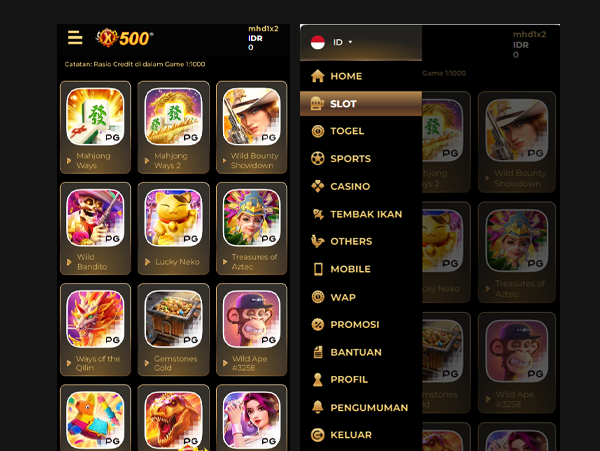 X500
mhd1x2
IDR
0
Catatan: Rasio Credit di dalam Game 1:1000
PG
Mahjong
Ways
PG
Mahjong
Ways 2
PG
Wild Bounty
Showdown
PG
Wild
Bandito
PG
Lucky Neko
PG
Treasures of
Aztec
PG
Ways of the
Qilin
PG
Gemstones
Gold
PG
Wild Ape
#3258
PG
PG
PG
ID
HOME
SLOT
TOGEL
SPORTS
CASINO
TEMBAK IKAN
OTHERS
MOBILE
WAP
PROMOSI
BANTUAN
PROFIL
PENGUMUMAN
KELUAR
mhd1x2
IDR
0
Game 1:1000
PG
PG
Wild Bounty
Showdown
PG
PG
Treasures of
Aztec
PG
PG
Wild Ape
#3258